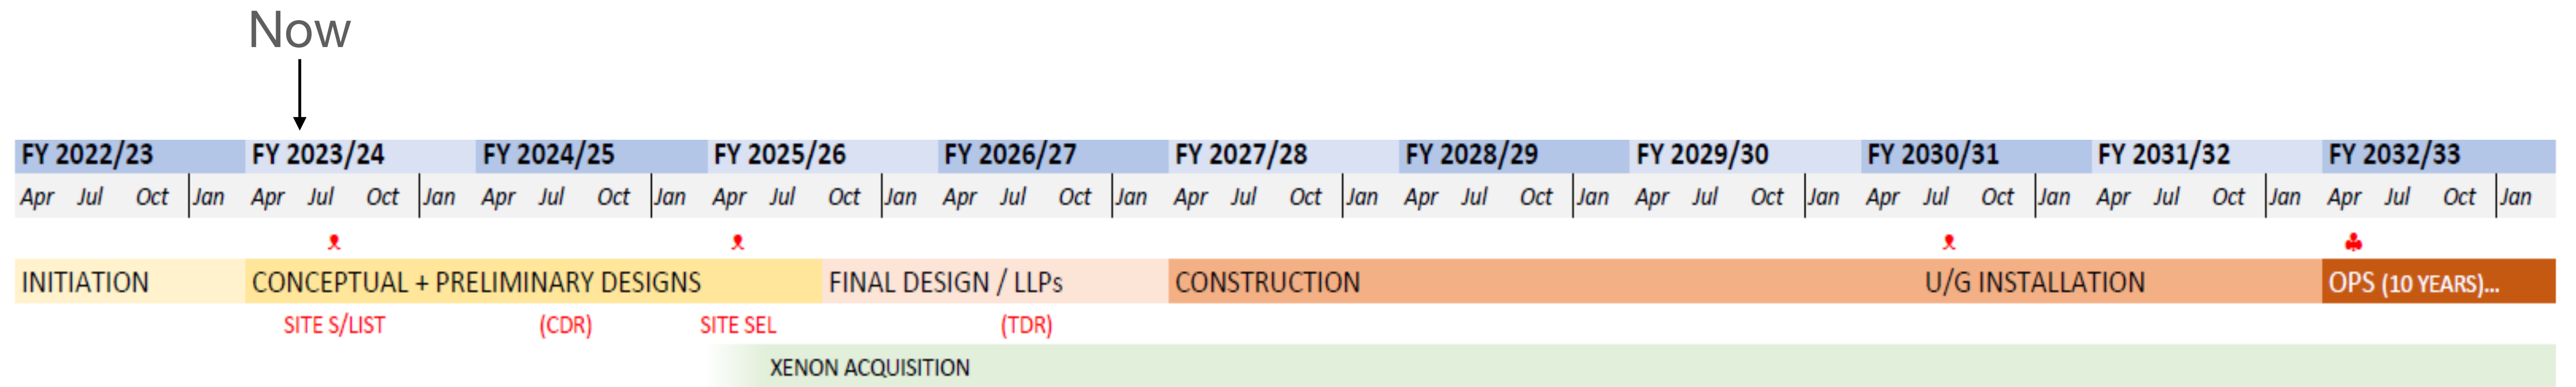 Now
FY 2022/23 FY 2023/24 FY 2024/25 FY 2025/26 FY 2026/27 FY 2027/28 FY 2028/29 FY 2029/30 FY 2030/31 FY 2031/32 FY 2032/33
Apr Jul Oct Jan Apr Jul Oct Jan Apr Jul Oct Jan Apr Jul Oct Jan Apr Jul Oct Jan Apr Jul Oct Jan Apr Jul Oct Jan Apr Jul Oct Jan Apr Jul Oct Jan Apr Jul Oct Jan Apr Jul Oct Jan
INITIATION CONCEPTUAL + PRELIMINARY DESIGNS FINAL DESIGN / LLPs CONSTRUCTION U/G INSTALLATION OPS (10 YEARS)...
SITE S/LIST (CDR) SITE SEL (TDR)
XENON ACQUISITION